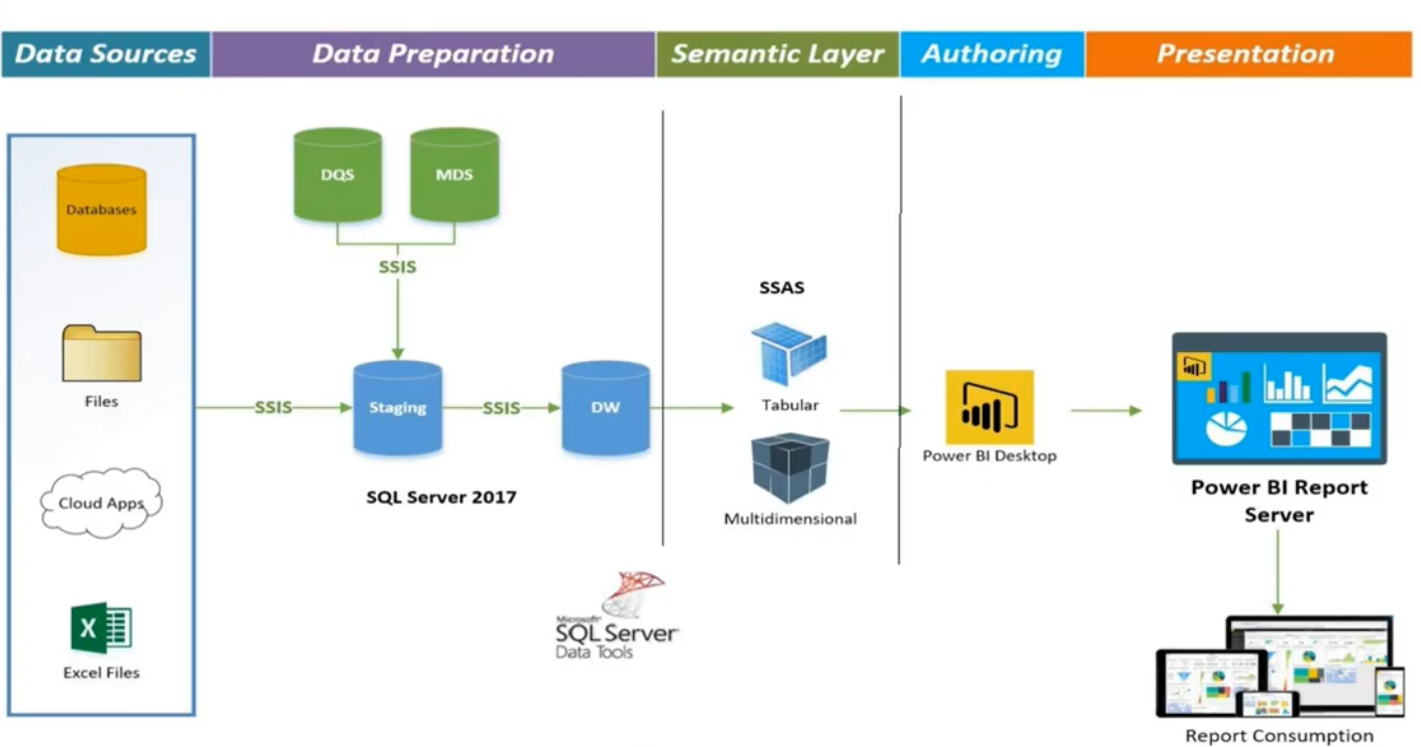 Data Sources
Data Preparation
Semantic Layer
Authoring
Presentation
Databases
Files
Cloud Apps
Excel Files
DQS
MDS
SSIS
SSIS
Staging
SSIS
DW
SQL Server 2017
Microsoft
SQL Server
Data Tools
SSAS
Tabular
Multidimensional
Power BI Desktop
Power BI Report
Server
Report Consumption